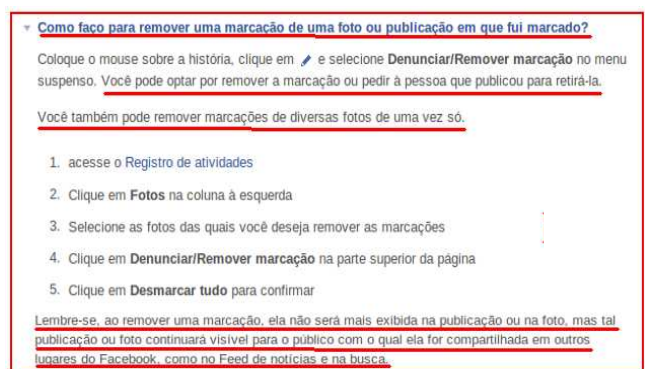 Como faço para remover uma marcação de uma foto ou publicação em que fui marcado?
Coloque o mouse sobre a história, clique em e selecione Denunciar/Remover marcação no menu
suspenso. Você pode optar por remover a marcação ou pedir à pessoa que publicou para retirá-la.
Você também pode remover marcações de diversas fotos de uma vez só.
1. acesse o Registro de atividades
2. Clique em Fotos na coluna à esquerda
3. Selecione as fotos das quais você deseja remover as marcações
4. Clique em Denunciar/Remover marcação na parte superior da página
5. Clique em Desmarcar tudo para confirmar
Lembre-se, ao remover uma marcação, ela não será mais exibida na publicação ou na foto, mas tal
publicação ou foto continuará visível para o público com o qual ela for compartilhada em outros
lugares do Facebook, como no Feed de notícias e na busca.